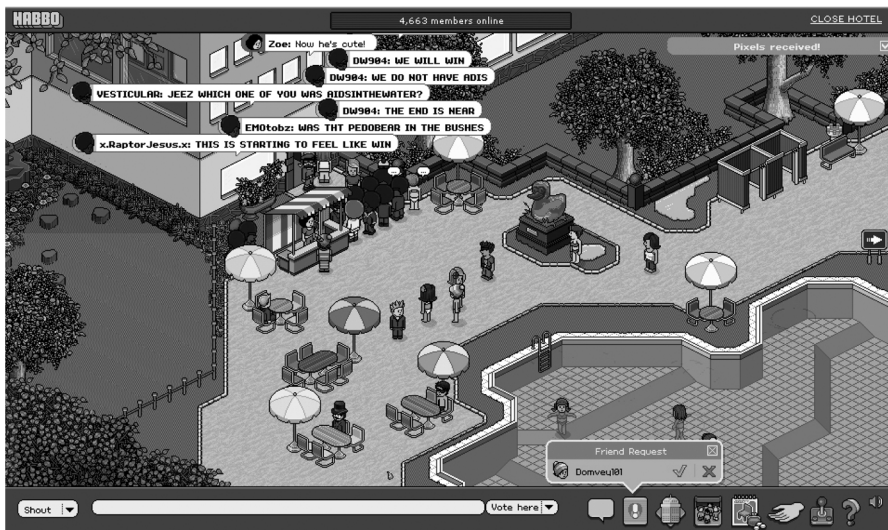 HABBO
4,663 members online
CLOSE HOTEL
Pixels received!
Zoe: Now he's cute!
DW904: WE WILL WIN
DW904: WE DO NOT HAVE ADIS
VESTICULAR: JEEZ WHICH ONE OF YOU WAS AIDSINTHEWATER?
DW904: THE END IS NEAR
EMOtobz: WAS THT PEDOBEAR IN THE BUSHES
x.RaptorJesus.x: THIS IS STARTING TO FEEL LIKE WIN
Friend Request
Domvey101
Shout
Vote here